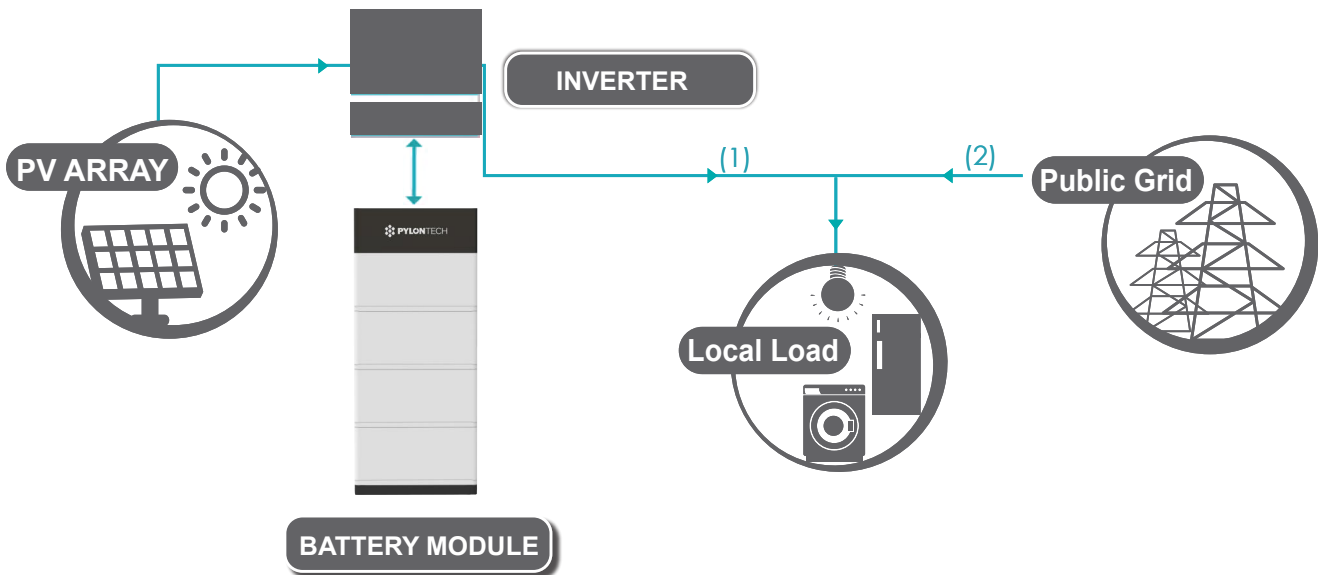 INVERTER
PV ARRAY
(1)
(2)
Public Grid
PYLONTECH
Local Load
BATTERY MODULE